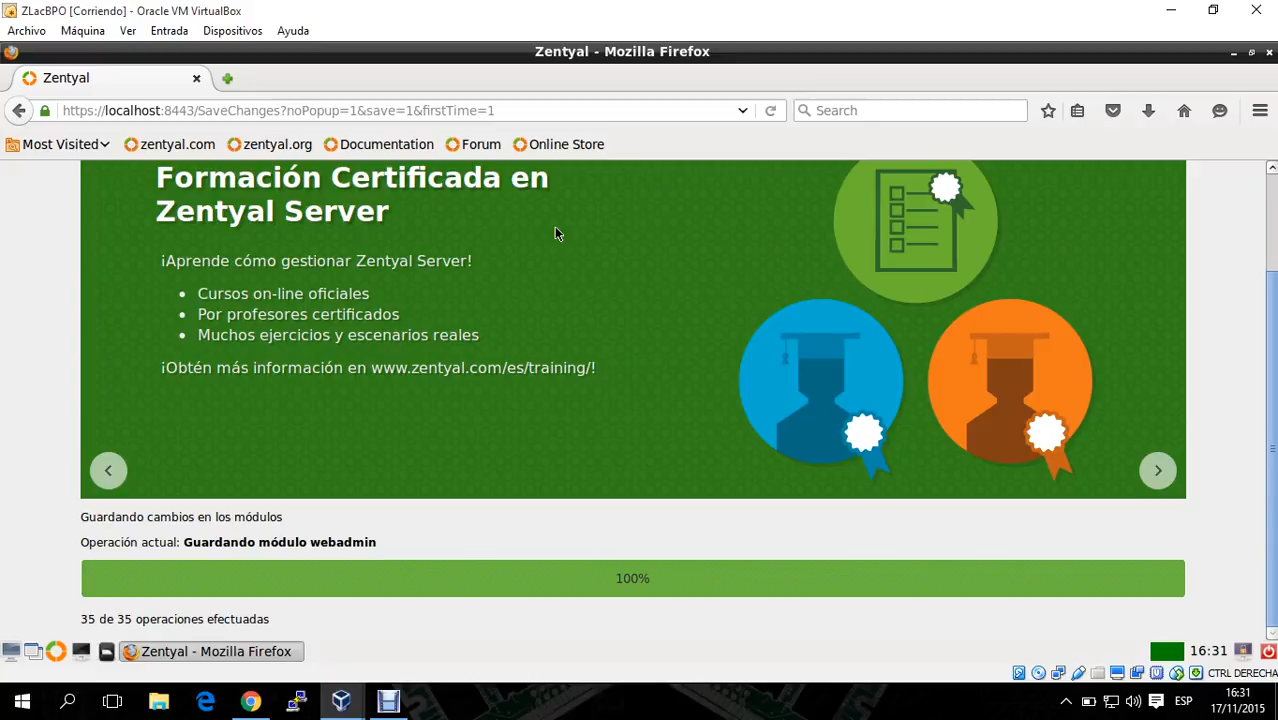 ZLacBPO [Corriendo] - Oracle VM VirtualBox
Archivo Máquina Ver Entrada Dispositivos Ayuda
Zentyal - Mozilla Firefox
Zentyal
https://localhost:8443/SaveChanges?noPopup=1&save=1&firstTime=1
Search
Most Visited zentyal.com zentyal.org Documentation Forum Online Store
Formación Certificada en
Zentyal Server
¡Aprende cómo gestionar Zentyal Server!
• Cursos on-line oficiales
• Por profesores certificados
• Muchos ejercicios y escenarios reales
¡Obtén más información en www.zentyal.com/es/training/!
Guardando cambios en los módulos
Operación actual: Guardando módulo webadmin
100%
35 de 35 operaciones efectuadas
Zentyal - Mozilla Firefox
16:31
CTRL DERECHA
ESP
16:31
17/11/2015